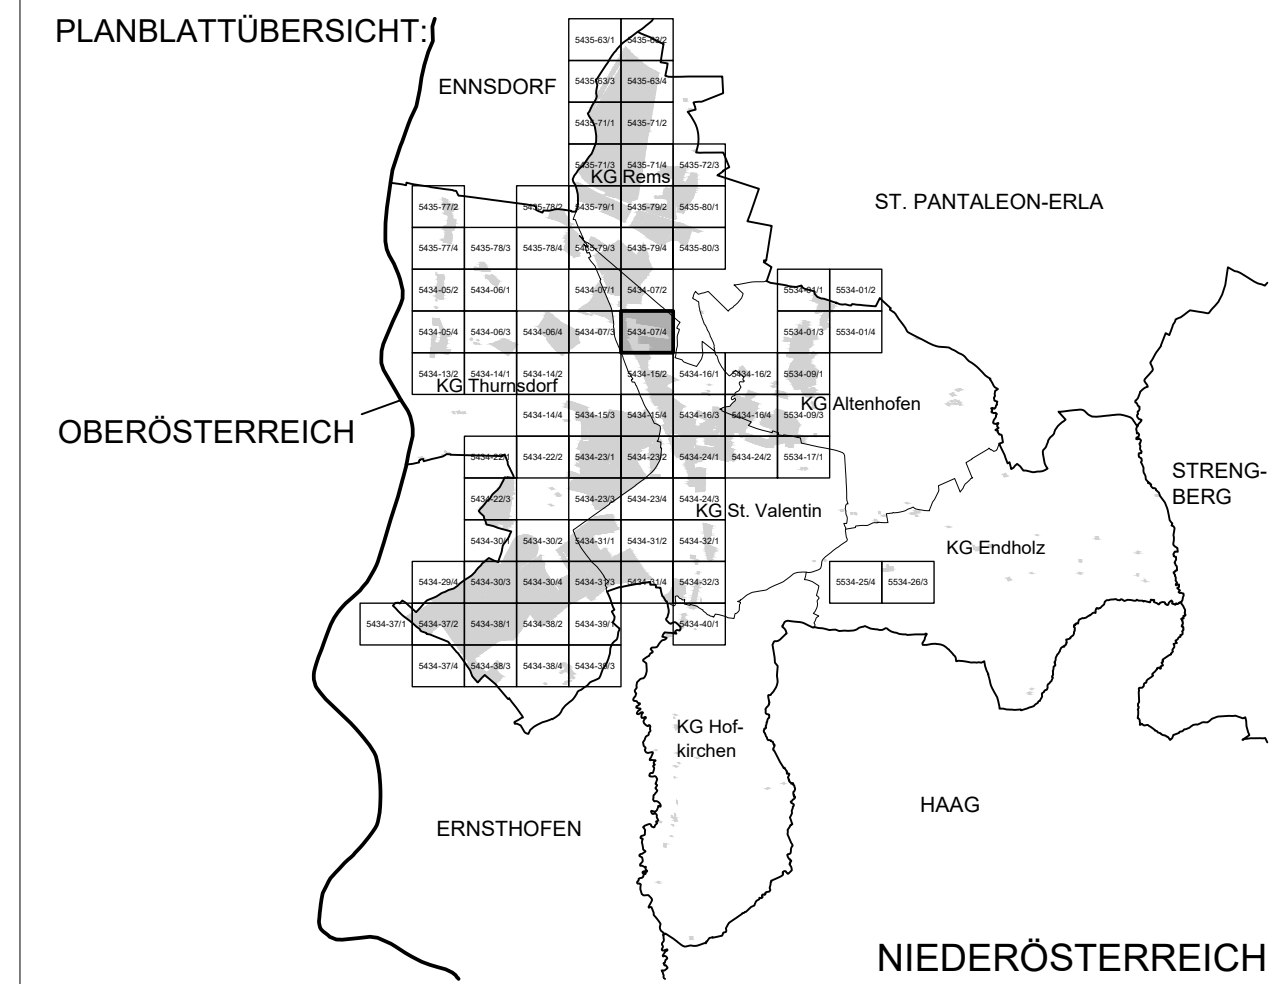 PLANBLATTÜBERSICHT:
5435-63/1 5435-63/2
ENNSDORF
5435-63/3 5435-63/4
5435-71/1 5435-71/2
5435-71/3 5435-71/4 5435-72/3
KG Rems
ST. PANTALEON-ERLA
5435-77/2 5435-78/2 5435-79/1 5435-79/2 5435-80/1
5435-77/4 5435-78/3 5435-78/4 5435-79/3 5435-79/4 5435-80/3
5434-05/2 5434-06/1 5434-07/1 5434-07/2 5534-01/1 5534-01/2
5434-05/4 5434-06/3 5434-06/4 5434-07/3 5434-07/4 5534-01/3 5534-01/4
5434-13/2 5434-14/1 5434-14/2 5434-15/2 5434-16/1 5434-16/2 5534-09/1
KG Thurnsdorf
KG Altenhofen
5434-14/4 5434-15/3 5434-15/4 5434-16/3 5434-16/4 5534-09/3
OBERÖSTERREICH
5434-22/1 5434-22/2 5434-23/1 5434-23/2 5434-24/1 5434-24/2 5534-17/1
STRENG-
BERG
5434-22/3 5434-23/3 5434-23/4 5434-24/3
KG St. Valentin
5434-30/1 5434-30/2 5434-31/1 5434-31/2 5434-32/1
KG Endholz
5434-29/4 5434-30/3 5434-30/4 5434-31/3 5434-31/4 5434-32/3 5534-25/4 5534-26/3
5434-37/1 5434-37/2 5434-38/1 5434-38/2 5434-39/1 5434-40/1
5434-37/4 5434-38/3 5434-38/4 5434-39/3
KG Hof-
kirchen
HAAG
ERNSTHOFEN
NIEDERÖSTERREICH